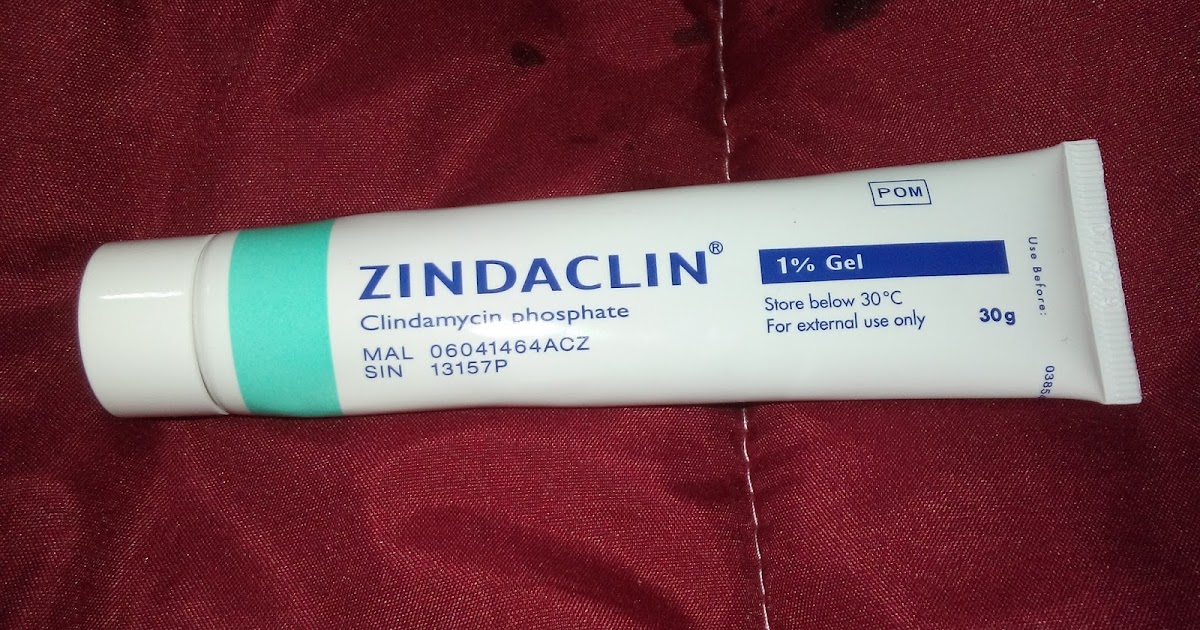 ZINDACLIN®
Clindamycin phosphate
MAL 06041464ACZ
SIN 13157P
POM
1% Gel
Store below 30°C
For external use only
30g
Use Before: